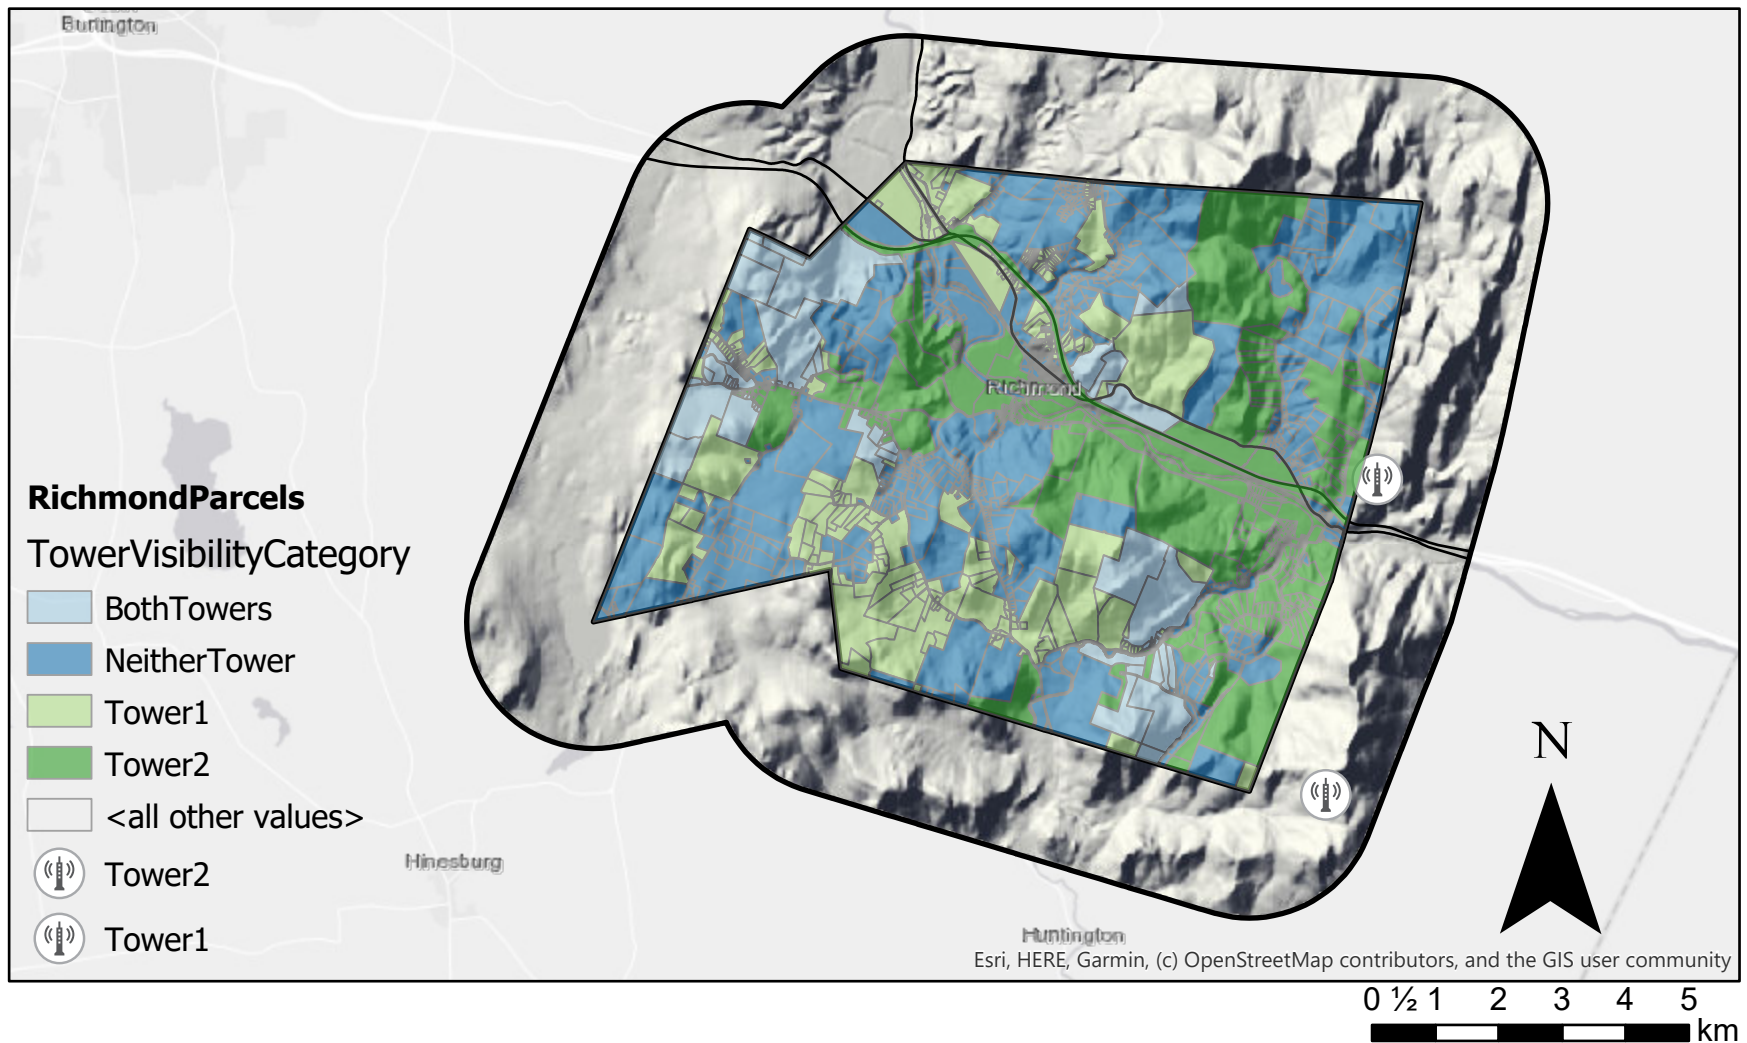 Burlington
Richmond
RichmondParcels
TowerVisibilityCategory
BothTowers
NeitherTower
Tower1
Tower2
<all other values>
Tower2
Tower1
Hinesburg
Huntington
N
Esri, HERE, Garmin, (c) OpenStreetMap contributors, and the GIS user community
0 ½ 1 2 3 4 5
km